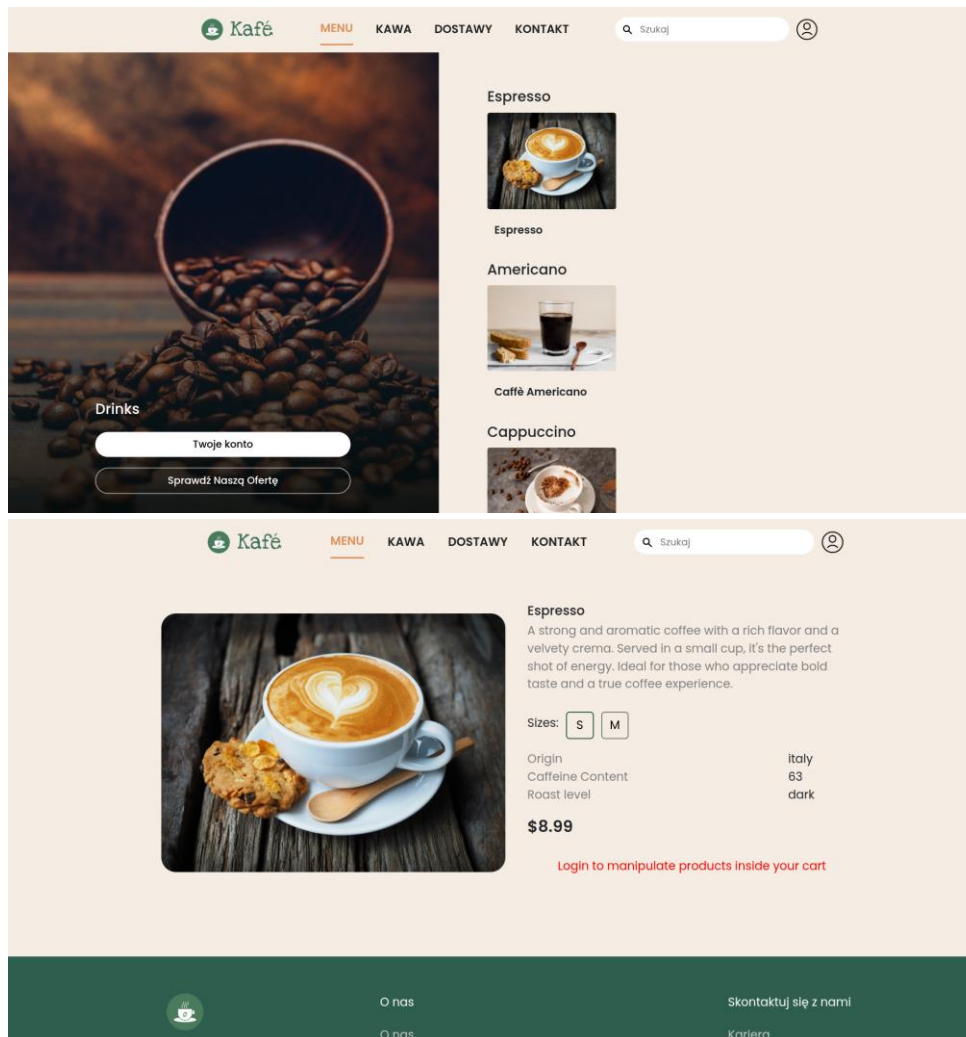 Kafé MENU KAWA DOSTAWY KONTAKT Szukaj
Espresso
Espresso
Americano
Caffè Americano
Cappuccino
Drinks
Twoje konto
Sprawdź Naszą Ofertę
Kafé MENU KAWA DOSTAWY KONTAKT Szukaj
Espresso
A strong and aromatic coffee with a rich flavor and a
velvety crema. Served in a small cup, it's the perfect
shot of energy. Ideal for those who appreciate bold
taste and a true coffee experience.
Sizes: S M
Origin italy
Caffeine Content 63
Roast level dark
$8.99
Login to manipulate products inside your cart
O nas Skontaktuj się z nami
O nas Kariera